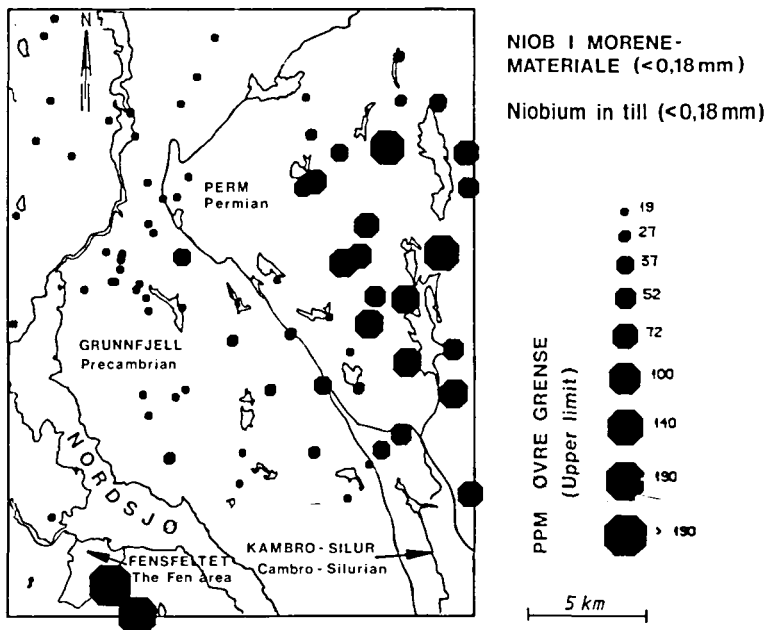 N
NIOB I MORENE-
MATERIALE (<0,18 mm)
Niobium in till (<0,18 mm)
PERM
Permian
GRUNNFJELL
Precambrian
NORDSJØ
KAMBRO-SILUR
Cambro-Silurian
FENSFELTET
The Fen area
PPM ØVRE GRENSE
(Upper limit)
19
27
37
52
72
100
140
190
> 190
5 km